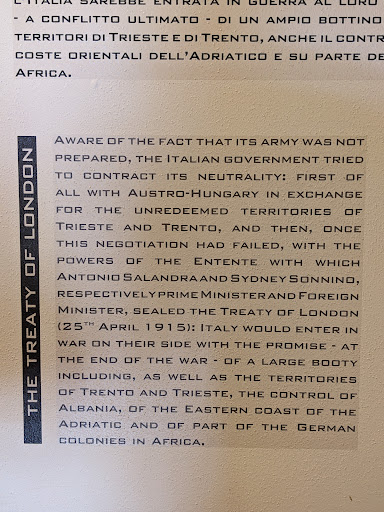 L'ITALIA SAREBBE ENTRATA IN GUERRA AL LORO
- A CONFLITTO ULTIMATO - DI UN AMPIO BOTTINO
TERRITORI DI TRIESTE E DI TRENTO, ANCHE IL CONTR
COSTE ORIENTALI DELL'ADRIATICO E SU PARTE DE
AFRICA.
THE TREATY OF LONDON
AWARE OF THE FACT THAT ITS ARMY WAS NOT
PREPARED, THE ITALIAN GOVERNMENT TRIED
TO CONTRACT ITS NEUTRALITY: FIRST OF
ALL WITH AUSTRO-HUNGARY IN EXCHANGE
FOR THE UNREDEEMED TERRITORIES OF
TRIESTE AND TRENTO, AND THEN, ONCE
THIS NEGOTIATION HAD FAILED, WITH THE
POWERS OF THE ENTENTE WITH WHICH
ANTONIO SALANDRA AND SYDNEY SONNINO,
RESPECTIVELY PRIME MINISTER AND FOREIGN
MINISTER, SEALED THE TREATY OF LONDON
(25TH APRIL 1915): ITALY WOULD ENTER IN
WAR ON THEIR SIDE WITH THE PROMISE - AT
THE END OF THE WAR - OF A LARGE BOOTY
INCLUDING, AS WELL AS THE TERRITORIES
OF TRENTO AND TRIESTE, THE CONTROL OF
ALBANIA, OF THE EASTERN COAST OF THE
ADRIATIC AND OF PART OF THE GERMAN
COLONIES IN AFRICA.